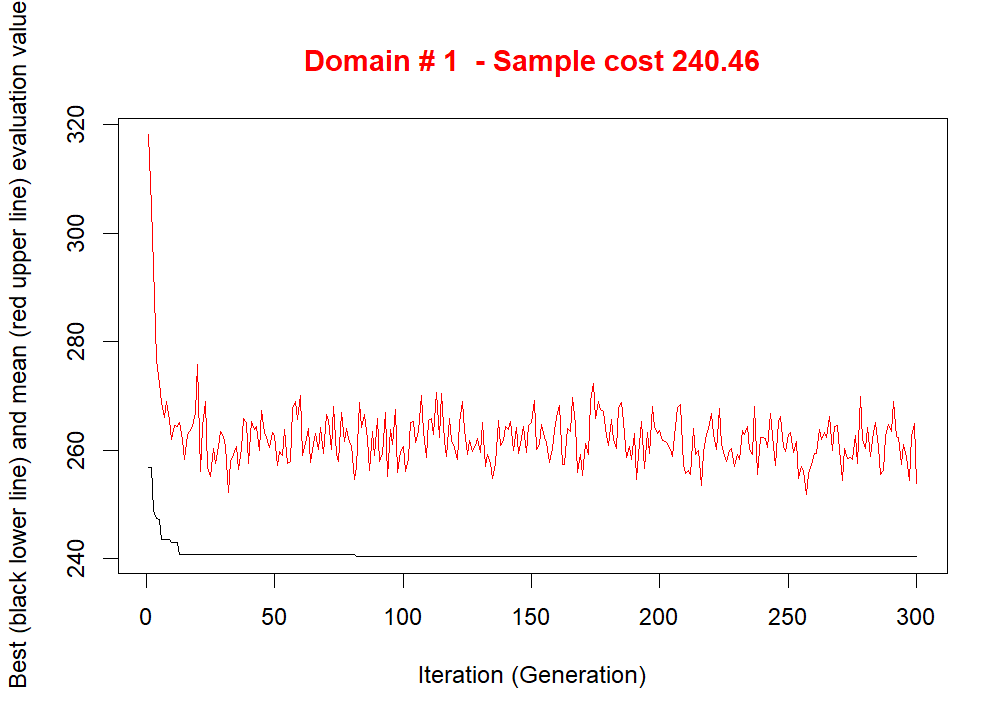 Domain # 1  - Sample cost 240.46
Best (black lower line) and mean (red upper line) evaluation value
320
300
280
260
240
0 50 100 150 200 250 300
Iteration (Generation)